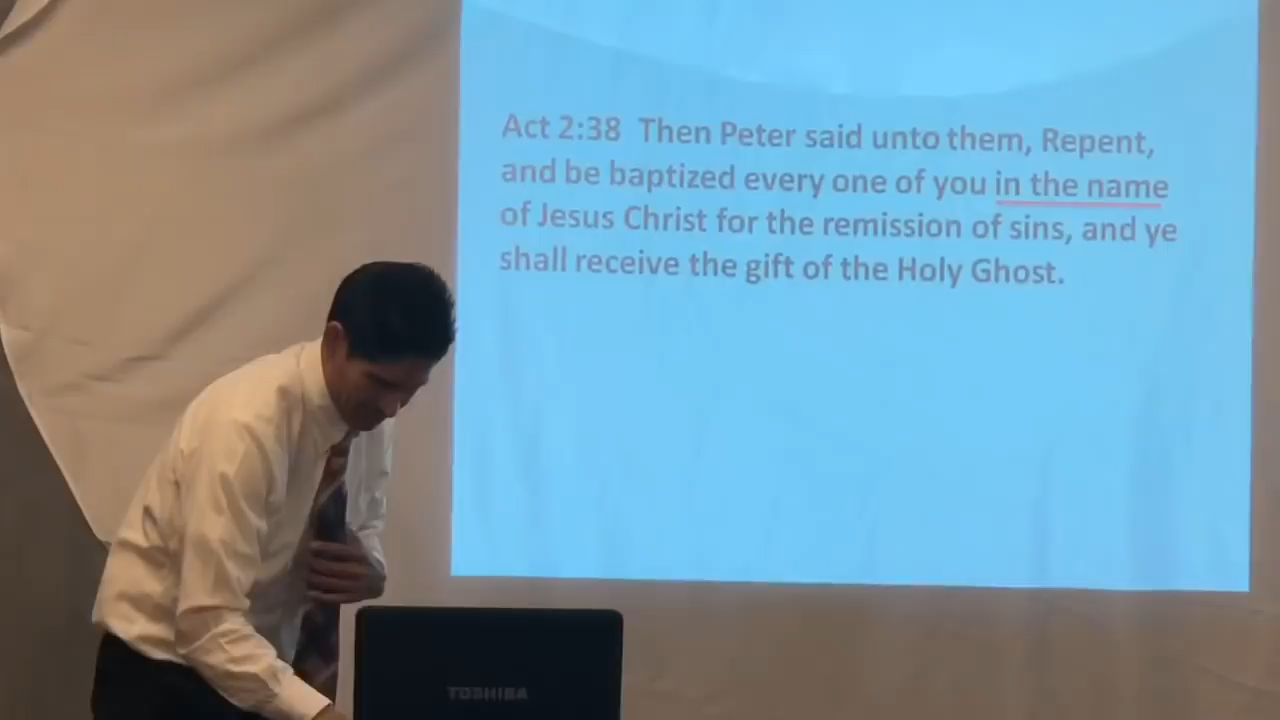 Act 2:38 Then Peter said unto them, Repent,
and be baptized every one of you in the name
of Jesus Christ for the remission of sins, and ye
shall receive the gift of the Holy Ghost.
TOSHIBA